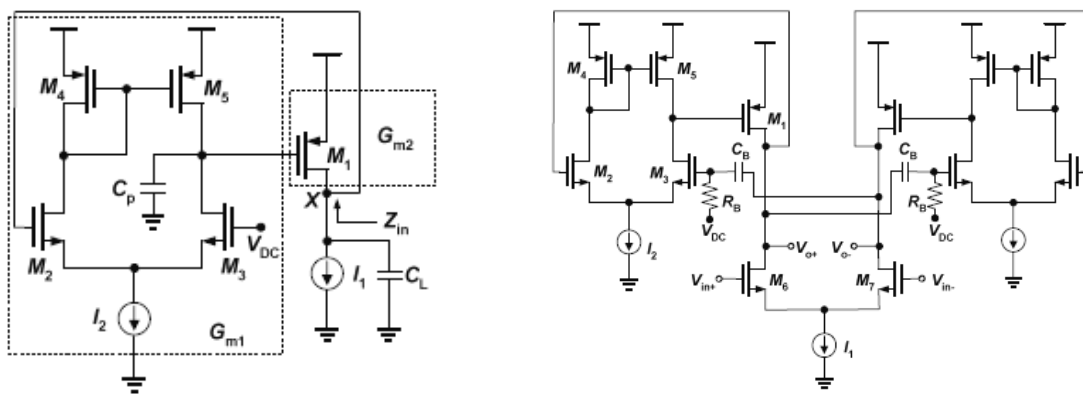 M4
M5
Gm2
M1
Cp
X
Zin
VDC
M2
M3
I1
CL
I2
Gm1
M4
M5
M1
CB
CB
M2
M3
RB
RB
VDC
VDC
I2
Vo+
Vo-
Vin+
M6
M7
Vin-
I1